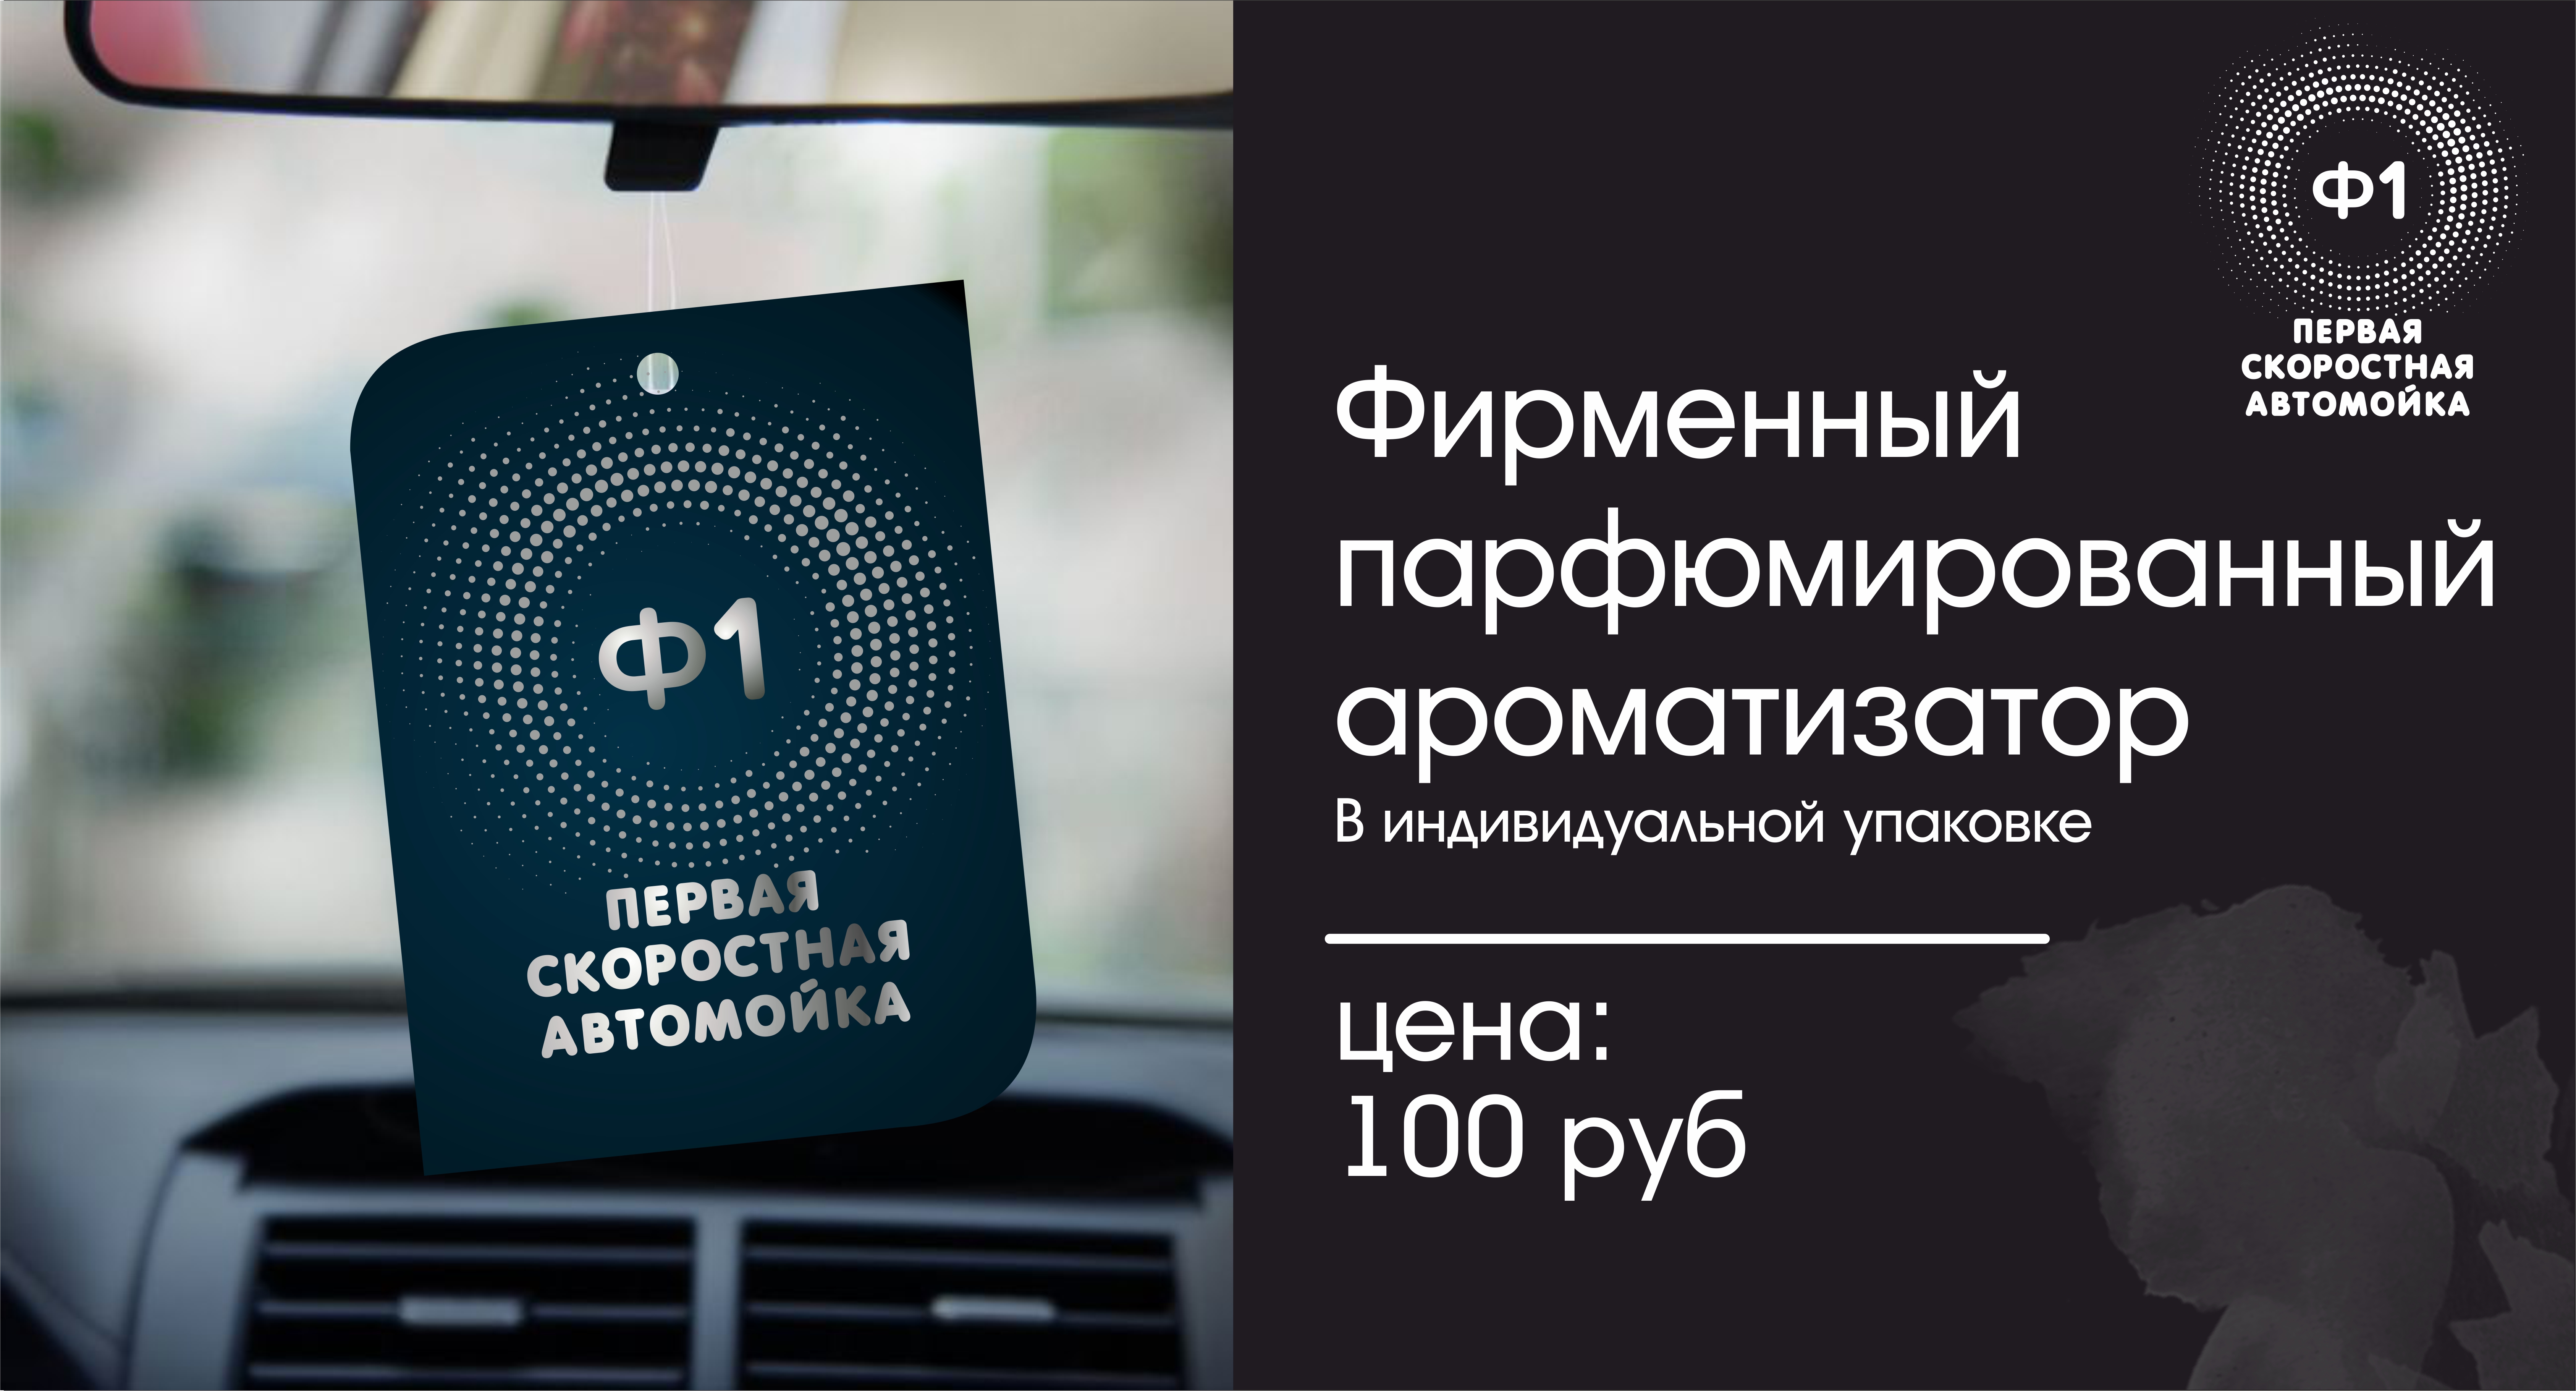 Ф1
ПЕРВАЯ
СКОРОСТНАЯ
АВТОМОЙКА
Ф1
ПЕРВАЯ
СКОРОСТНАЯ
АВТОМОЙКА
Фирменный
парфюмированный
ароматизатор
В индивидуальной упаковке
цена:
100 руб